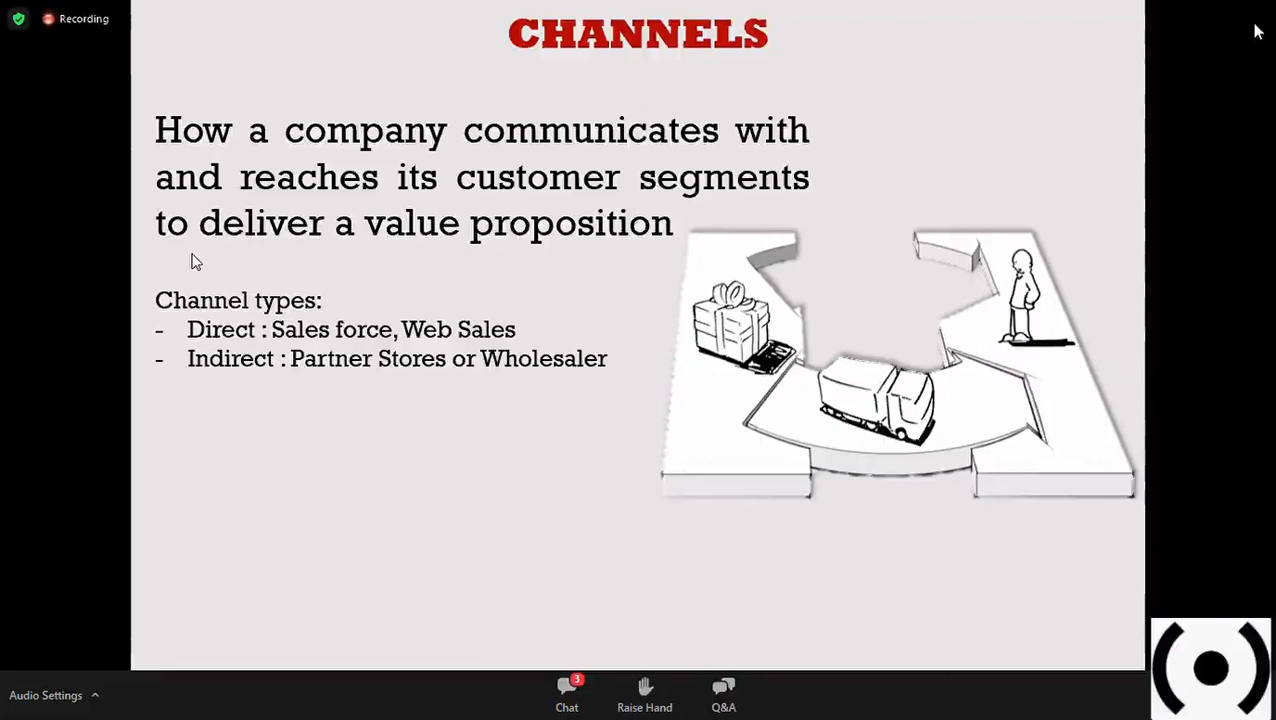 Recording
CHANNELS
How a company communicates with
and reaches its customer segments
to deliver a value proposition
Channel types:
- Direct : Sales force, Web Sales
- Indirect : Partner Stores or Wholesaler
Audio Settings
3
Chat
Raise Hand
Q&A